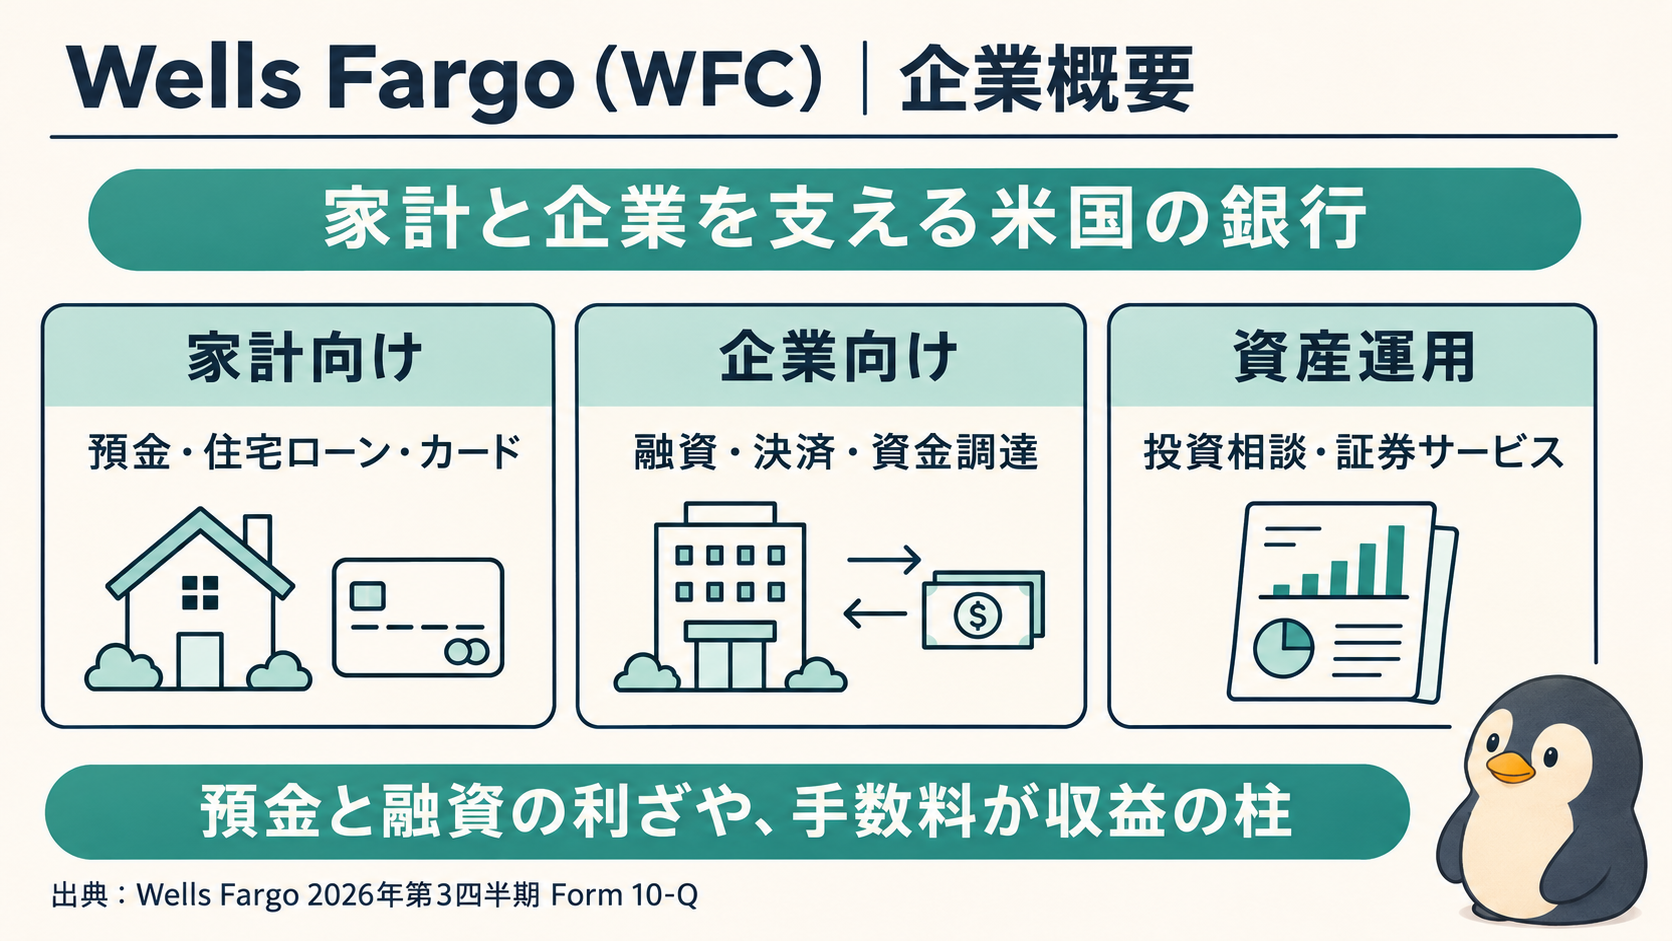 Wells Fargo（WFC）｜企業概要
家計と企業を支える米国の銀行
家計向け
預金・住宅ローン・カード
企業向け
融資・決済・資金調達
$
資産運用
投資相談・証券サービス
預金と融資の利ざや、手数料が収益の柱
出典：Wells Fargo 2026年第3四半期 Form 10-Q